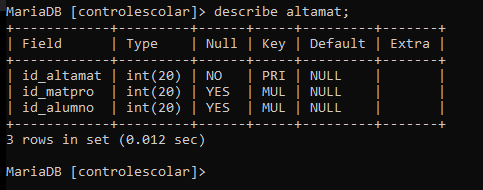 MariaDB [controlescolar]> describe altamat;
+------------+---------+------+-----+---------+-------+
| Field      | Type    | Null | Key | Default | Extra |
+------------+---------+------+-----+---------+-------+
| id_altamat | int(20) | NO   | PRI | NULL    |       |
| id_matpro  | int(20) | YES  | MUL | NULL    |       |
| id_alumno  | int(20) | YES  | MUL | NULL    |       |
+------------+---------+------+-----+---------+-------+
3 rows in set (0.012 sec)
MariaDB [controlescolar]>